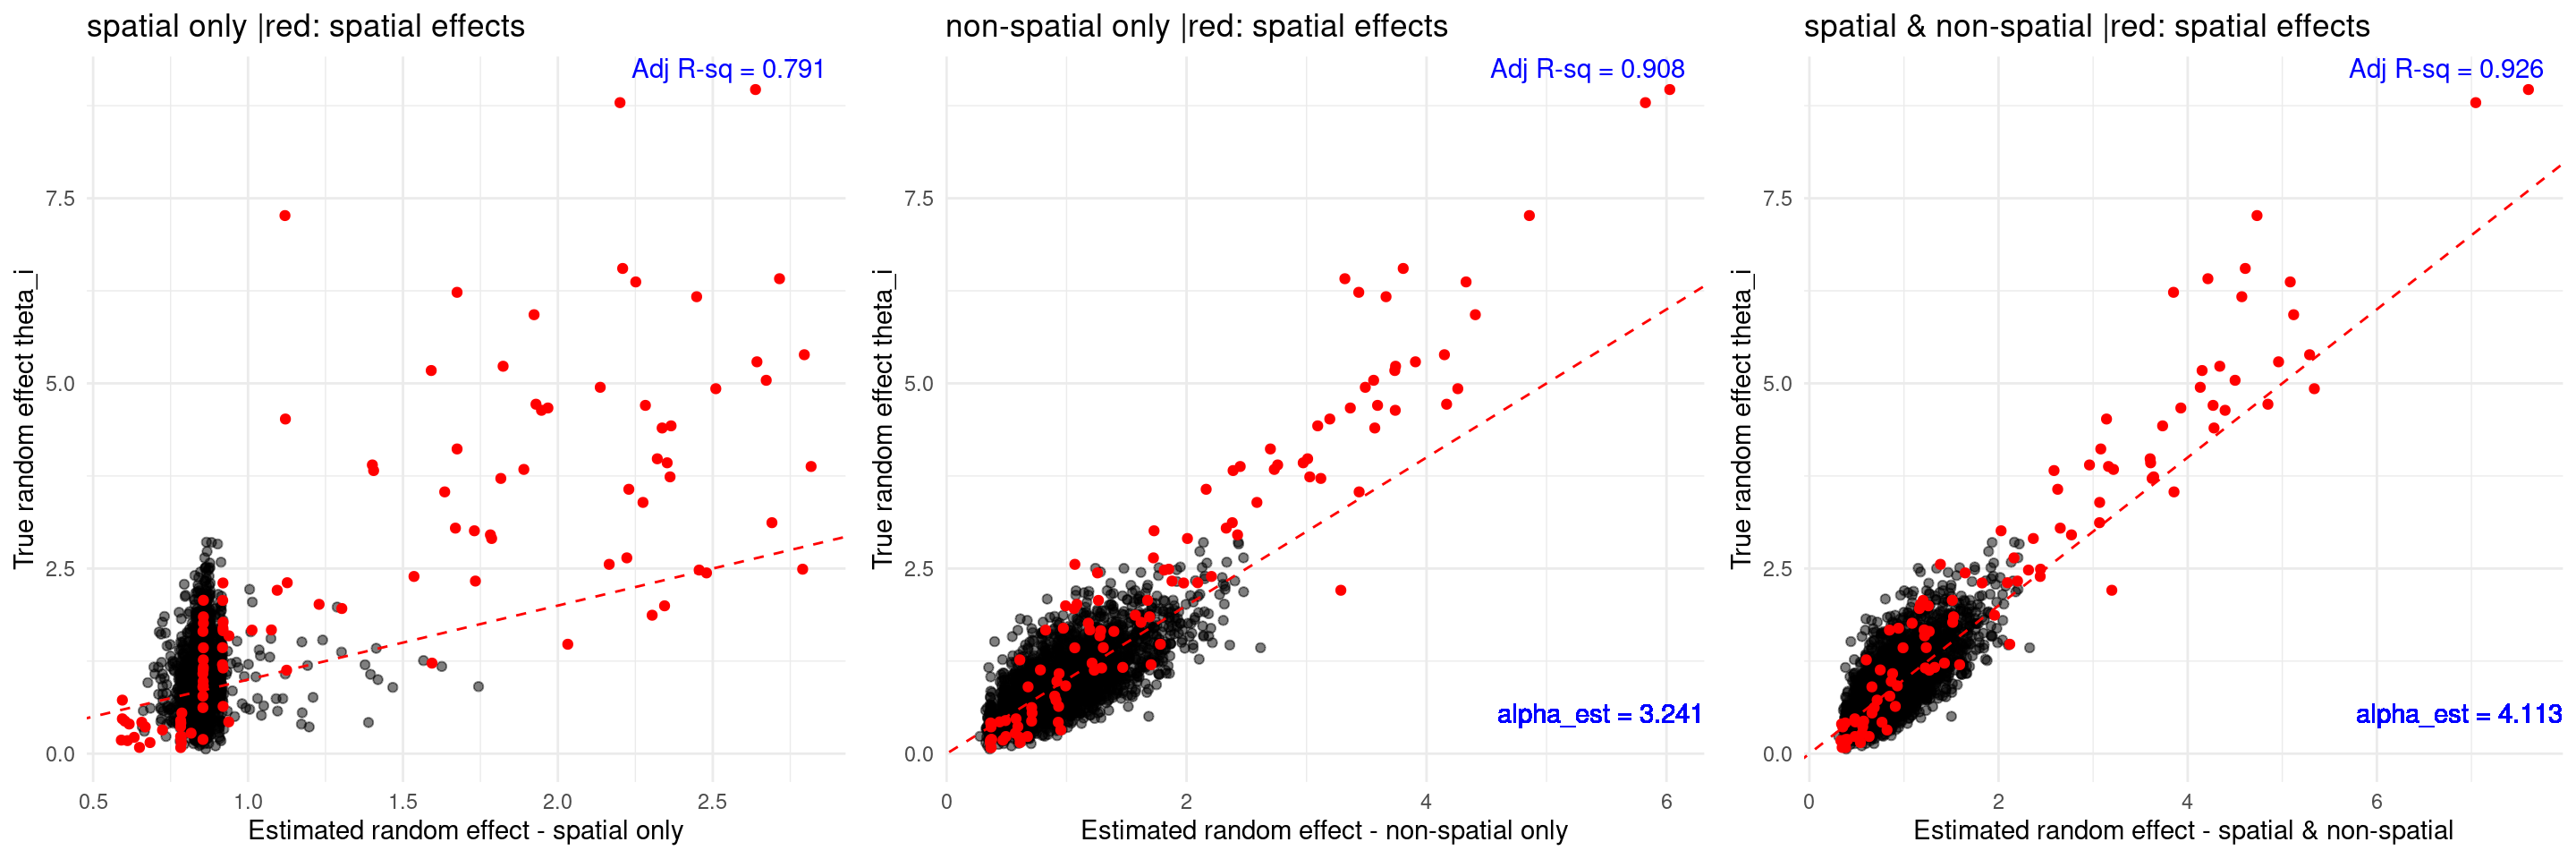 spatial only |red: spatial effects
Adj R-sq = 0.791
True random effect theta_i
7.5
5.0
2.5
0.0
0.5
1.0
1.5
2.0
2.5
Estimated random effect - spatial only
non-spatial only |red: spatial effects
Adj R-sq = 0.908
True random effect theta_i
7.5
5.0
2.5
0.0
alpha_est = 3.241
0
2
4
6
Estimated random effect - non-spatial only
spatial & non-spatial |red: spatial effects
Adj R-sq = 0.926
True random effect theta_i
7.5
5.0
2.5
0.0
alpha_est = 4.113
0
2
4
6
Estimated random effect - spatial & non-spatial